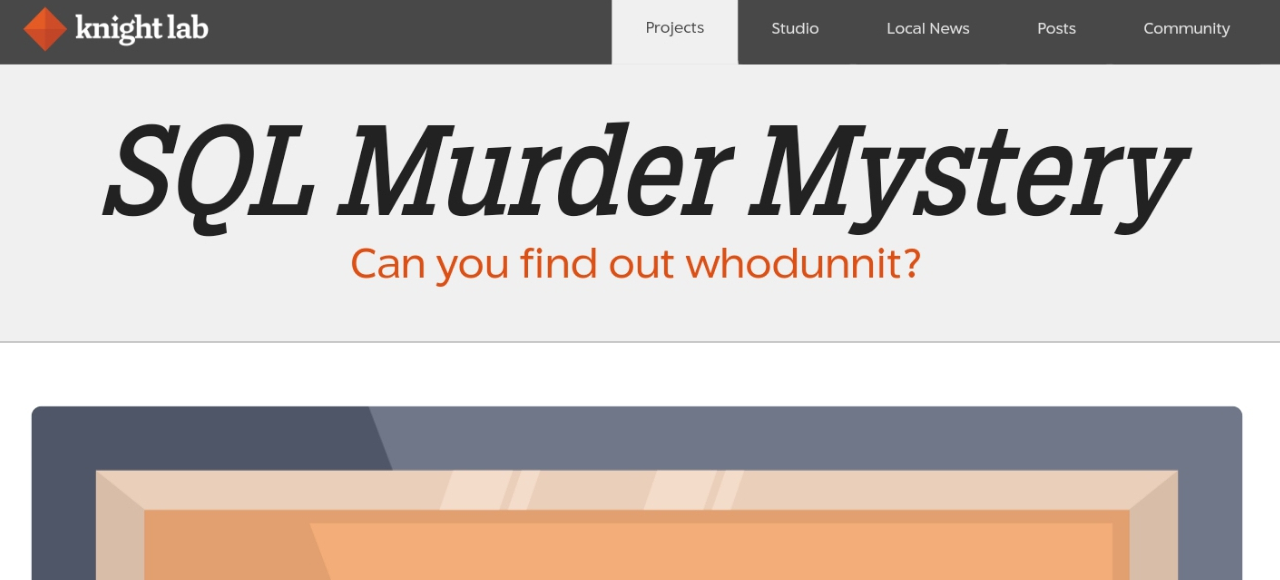 knight lab
Projects Studio Local News Posts Community
SQL Murder Mystery
Can you find out whodunnit?